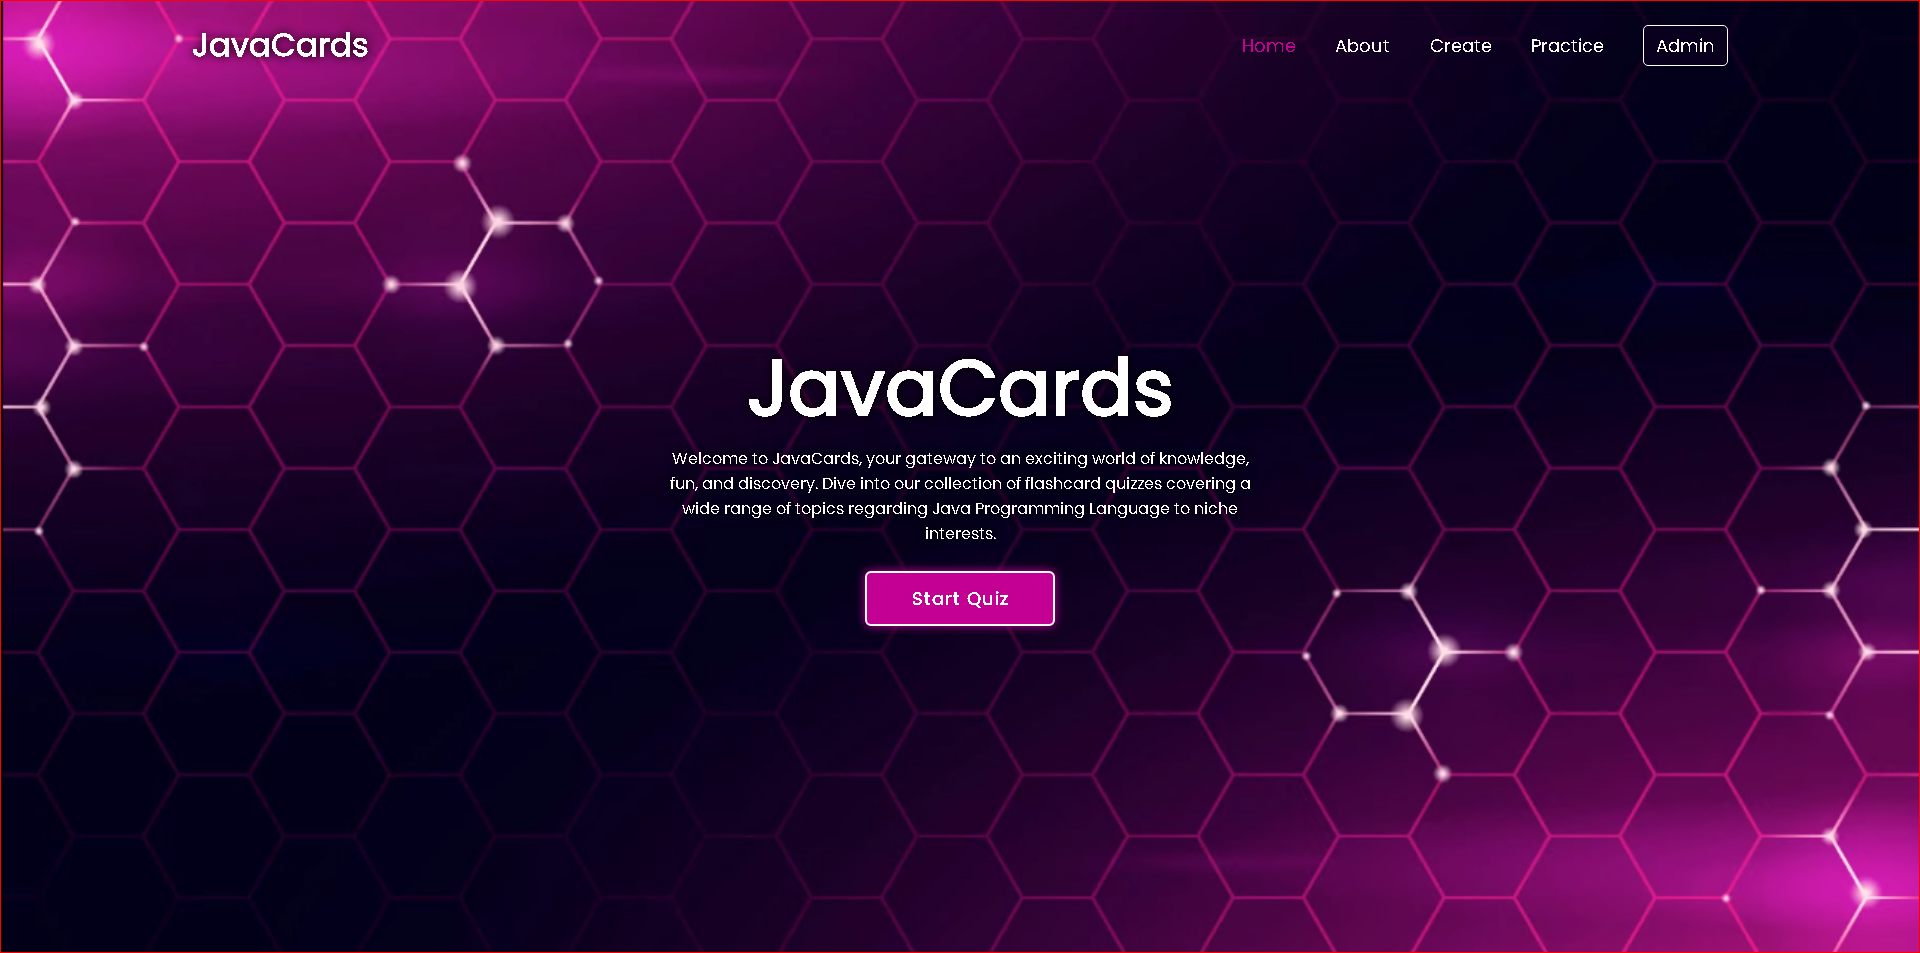 JavaCards
Home About Create Practice Admin
JavaCards
Welcome to JavaCards, your gateway to an exciting world of knowledge,
fun, and discovery. Dive into our collection of flashcard quizzes covering a
wide range of topics regarding Java Programming Language to niche
interests.
Start Quiz